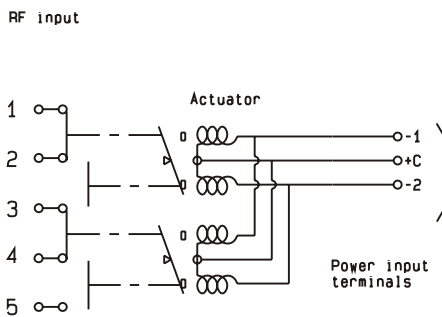 RF input
Actuator
1
2
3
4
5
-1
+C
-2
Power input
terminals